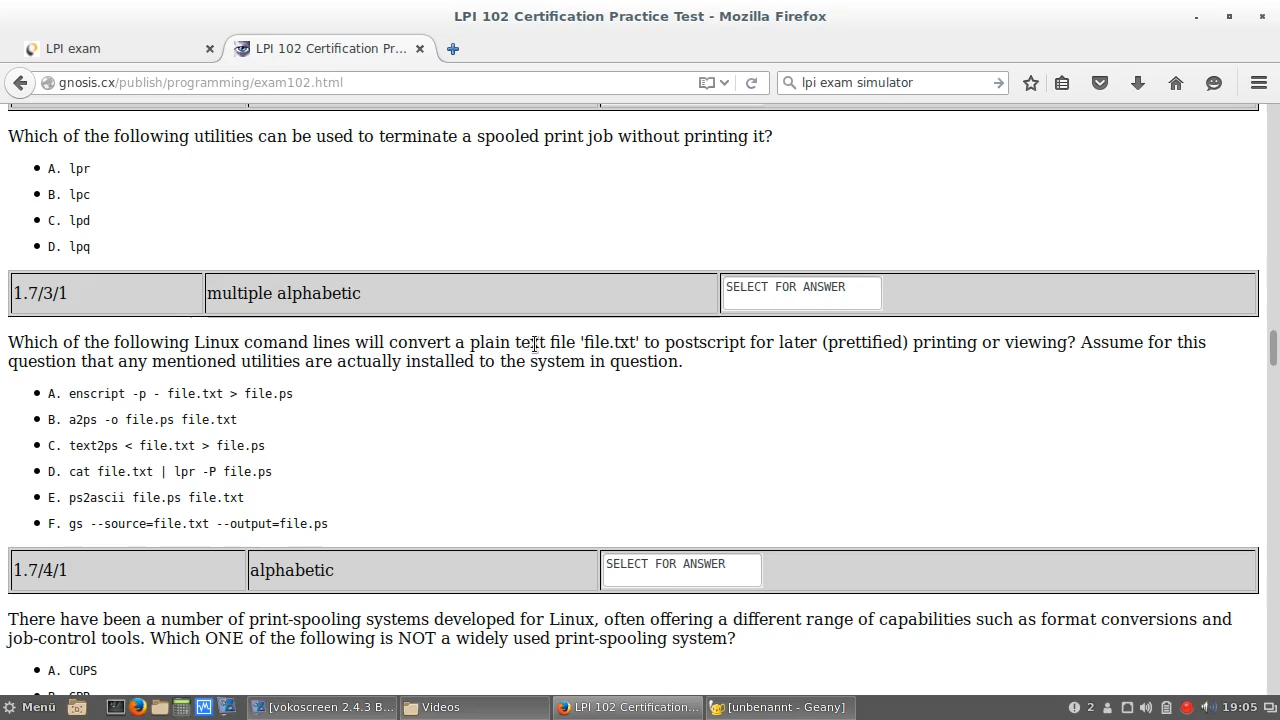 LPI 102 Certification Practice Test - Mozilla Firefox
LPI exam
LPI 102 Certification Pr...
gnosis.cx/publish/programming/exam102.html
lpi exam simulator
Which of the following utilities can be used to terminate a spooled print job without printing it?
A. lpr
B. lpc
C. lpd
D. lpq
1.7/3/1 multiple alphabetic SELECT FOR ANSWER
Which of the following Linux comand lines will convert a plain text file 'file.txt' to postscript for later (prettified) printing or viewing? Assume for this
question that any mentioned utilities are actually installed to the system in question.
A. enscript -p - file.txt > file.ps
B. a2ps -o file.ps file.txt
C. text2ps < file.txt > file.ps
D. cat file.txt | lpr -P file.ps
E. ps2ascii file.ps file.txt
F. gs --source=file.txt --output=file.ps
1.7/4/1 alphabetic SELECT FOR ANSWER
There have been a number of print-spooling systems developed for Linux, often offering a different range of capabilities such as format conversions and
job-control tools. Which ONE of the following is NOT a widely used print-spooling system?
A. CUPS
Menü [vokoscreen 2.4.3 B... Videos LPI 102 Certification... [unbenannt - Geany] 2 19:05